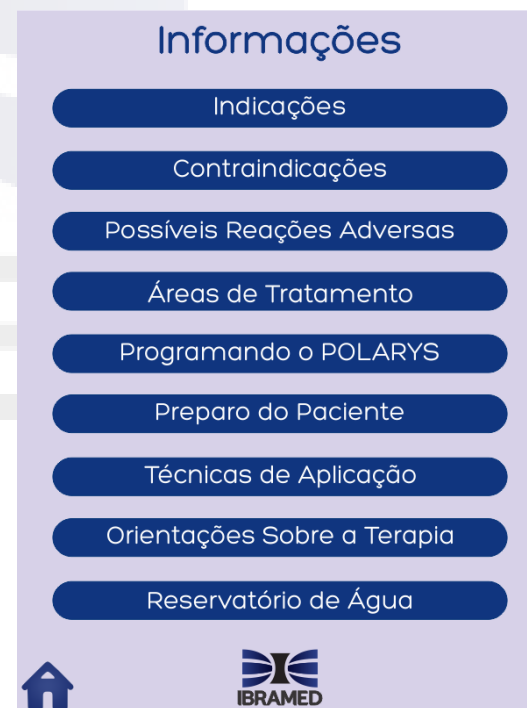 Informações
Indicações
Contraindicações
Possíveis Reações Adversas
Áreas de Tratamento
Programando o POLARYS
Preparo do Paciente
Técnicas de Aplicação
Orientações Sobre a Terapia
Reservatório de Água
IBRAMED